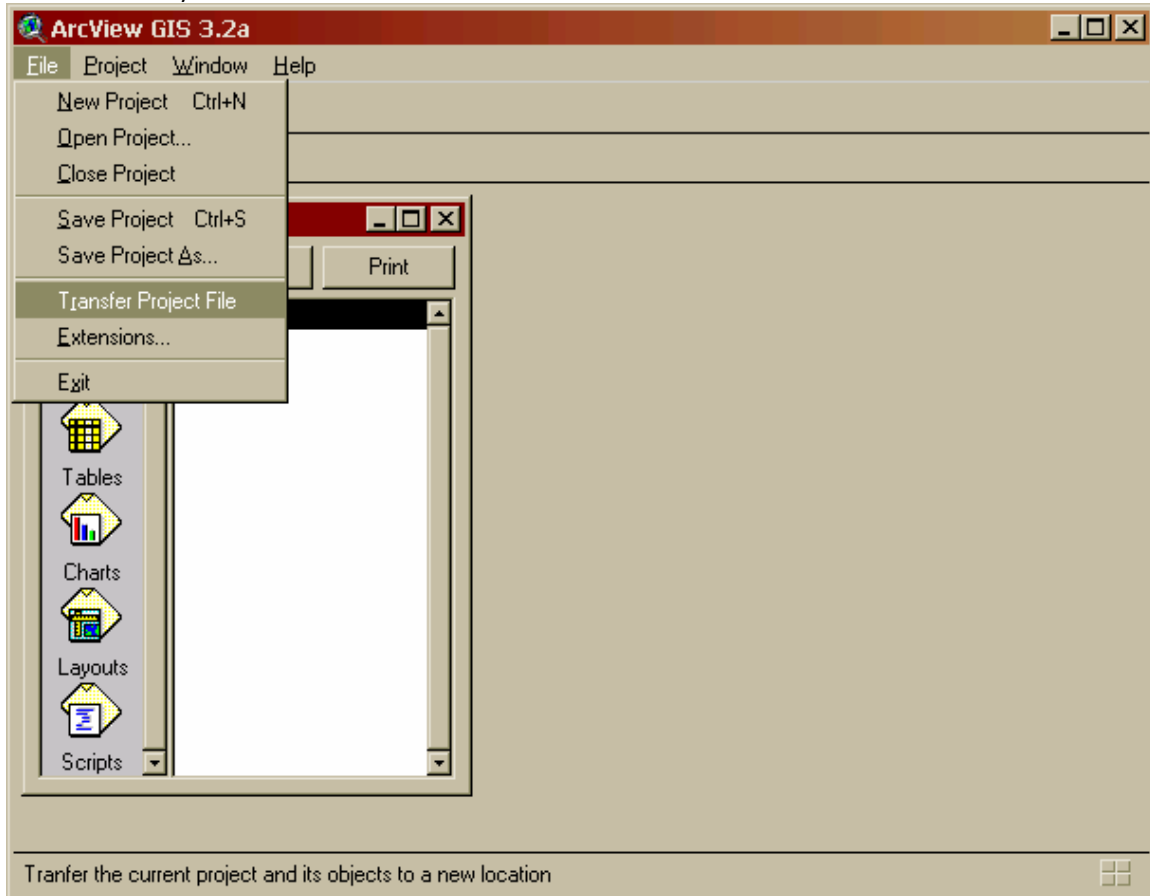 ArcView GIS 3.2a
File Project Window Help
New Project Ctrl+N
Open Project...
Close Project
Save Project Ctrl+S
Save Project As...
Print
Transfer Project File
Extensions...
Exit
Tables
Charts
Layouts
Scripts
Tranfer the current project and its objects to a new location